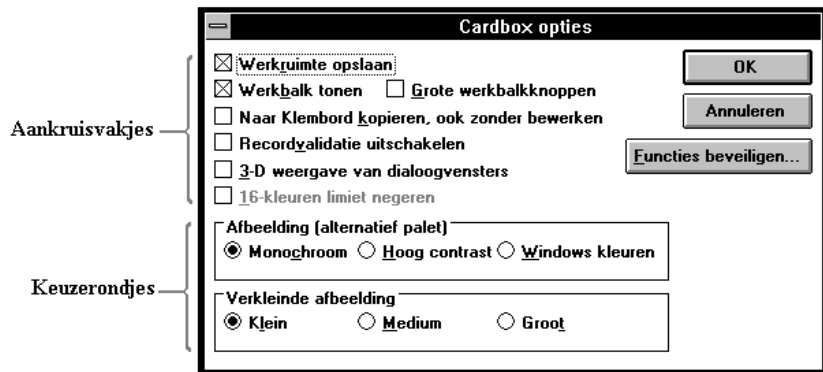 Cardbox opties
Werkruimte opslaan
OK
Werkbalk tonen Grote werkbalkknoppen
Naar Klembord kopieren, ook zonder bewerken
Annuleren
Aankruisvakjes
Recordvalidatie uitschakelen
Functies beveiligen...
3-D weergave van dialoogvensters
16-kleuren limiet negeren
Afbeelding (alternatief palet)
Monochroom Hoog contrast Windows kleuren
Keuzerondjes
Verkleinde afbeelding
Klein Medium Groot